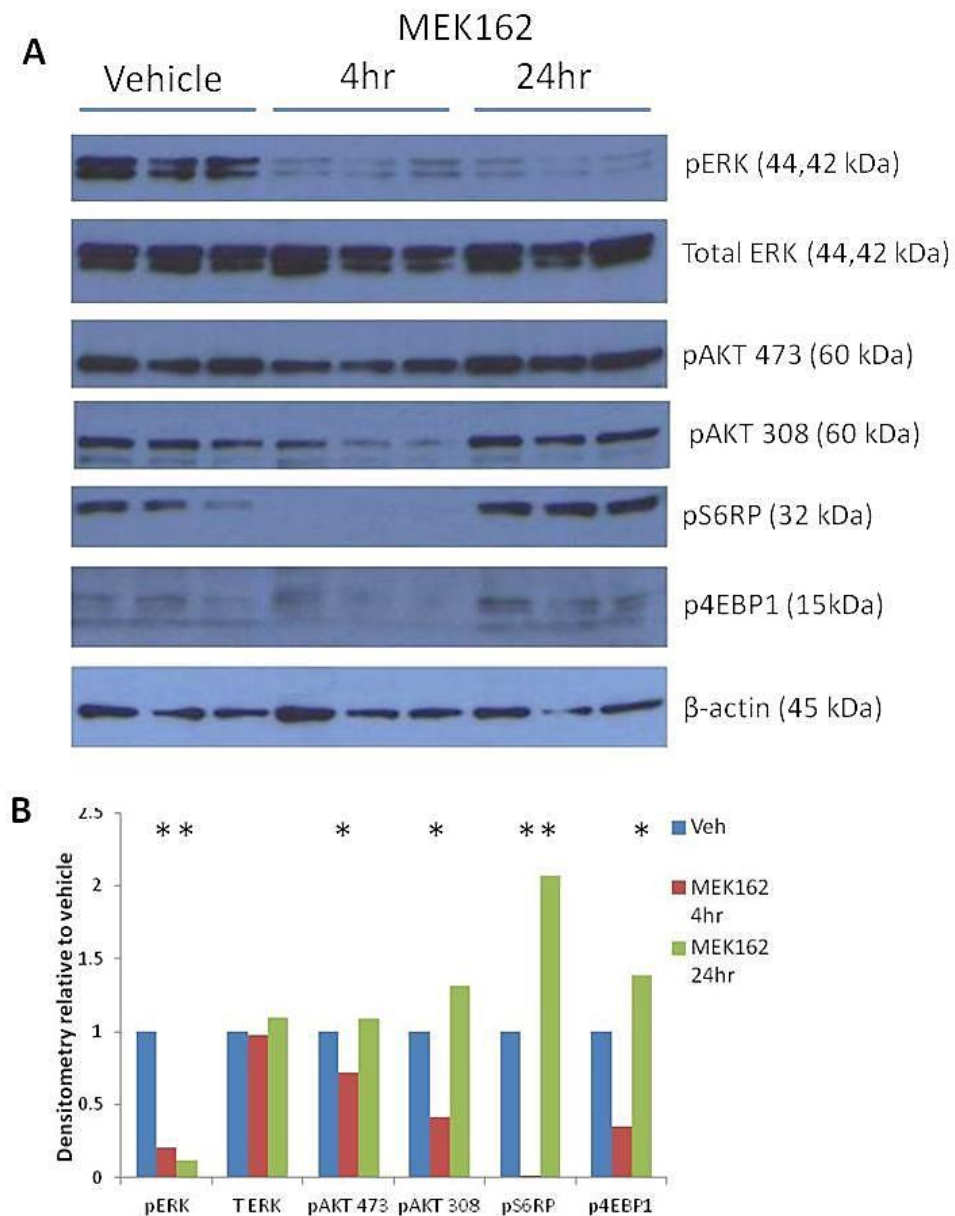 A
MEK162
Vehicle
4hr
24hr
pERK (44,42 kDa)
Total ERK (44,42 kDa)
pAKT 473 (60 kDa)
pAKT 308 (60 kDa)
pS6RP (32 kDa)
p4EBP1 (15kDa)
β-actin (45 kDa)
B
Densitometry relative to vehicle
2.5
2
1.5
1
0.5
0
* *
*
*
* *
*
Veh
MEK162
4hr
MEK162
24hr
pERK
T ERK
pAKT 473
pAKT 308
pS6RP
p4EBP1